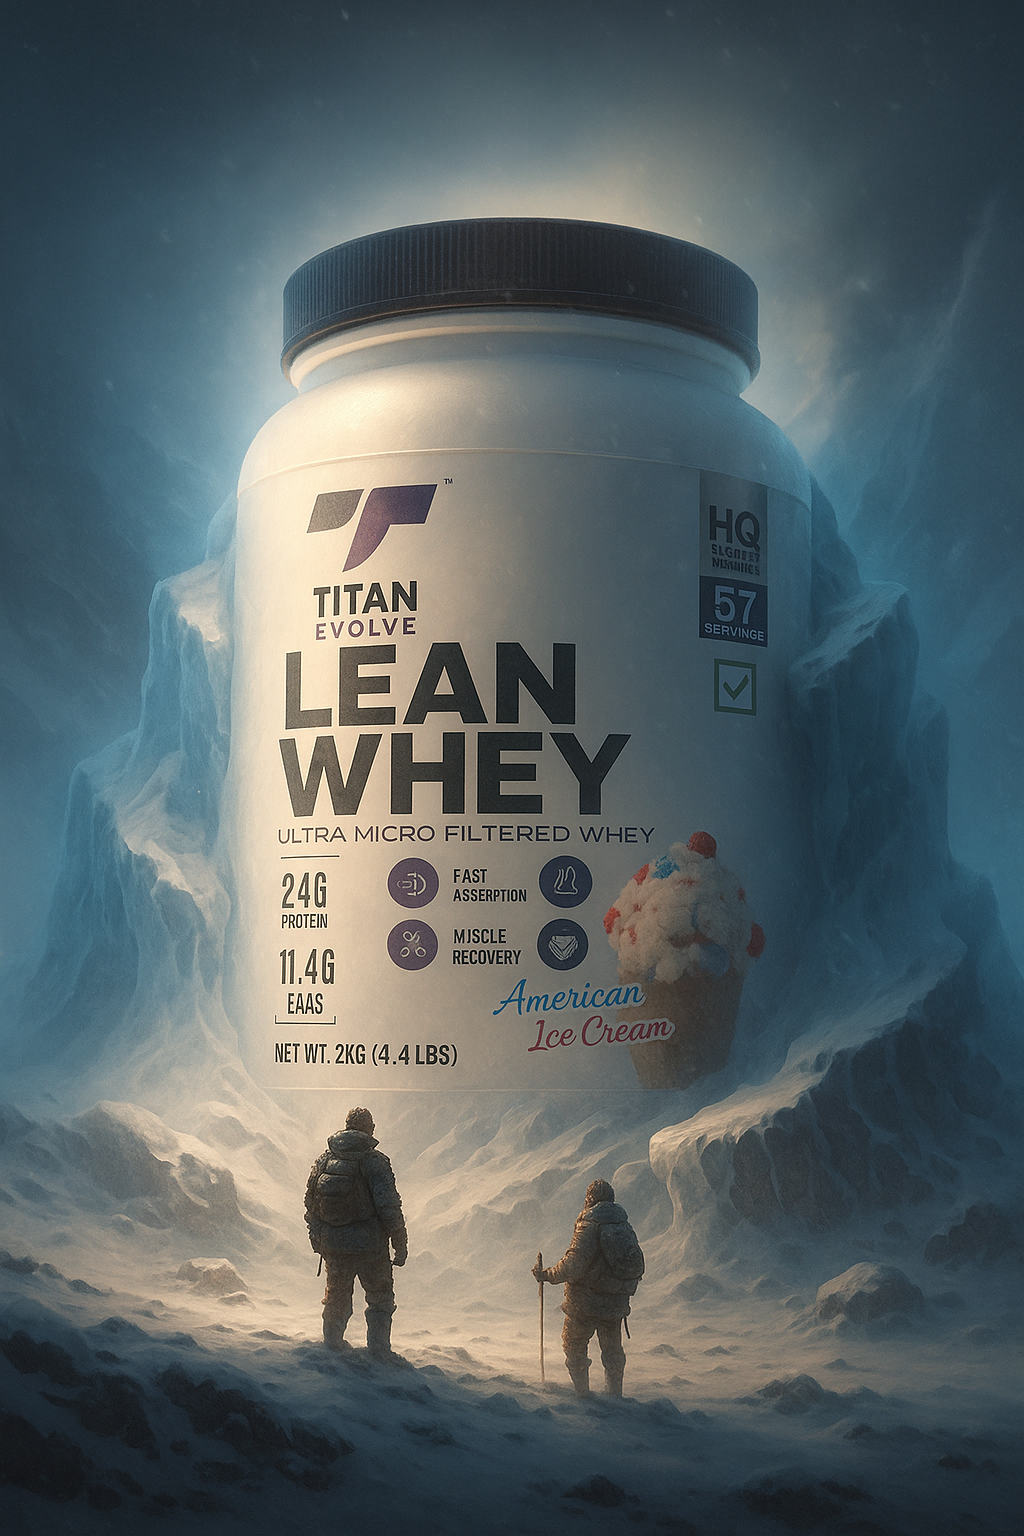 ™
TITAN
EVOLVE
LEAN
WHEY
ULTRA MICRO FILTERED WHEY
24G
PROTEIN
11.4G
EAAS
FAST
ASSERPTION
MJSCLE
RECOVERY
American
Ice Cream
NET WT. 2KG (4.4 LBS)
HQ
57
SERVINGE